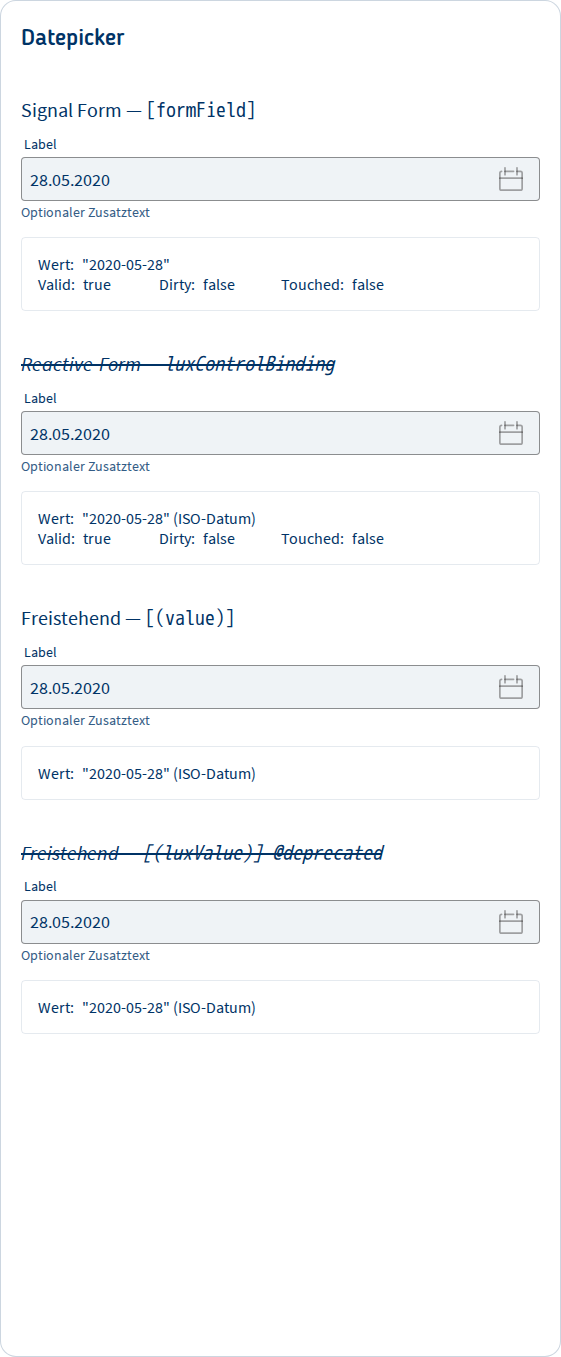 Datepicker
Signal Form — [formField]
Label
28.05.2020
Optionaler Zusatztext
Wert: "2020-05-28"
Valid: true Dirty: false Touched: false
Reactive Form — luxControlBinding
Label
28.05.2020
Optionaler Zusatztext
Wert: "2020-05-28" (ISO-Datum)
Valid: true Dirty: false Touched: false
Freistehend — [(value)]
Label
28.05.2020
Optionaler Zusatztext
Wert: "2020-05-28" (ISO-Datum)
Freistehend — [(luxValue)] @deprecated
Label
28.05.2020
Optionaler Zusatztext
Wert: "2020-05-28" (ISO-Datum)